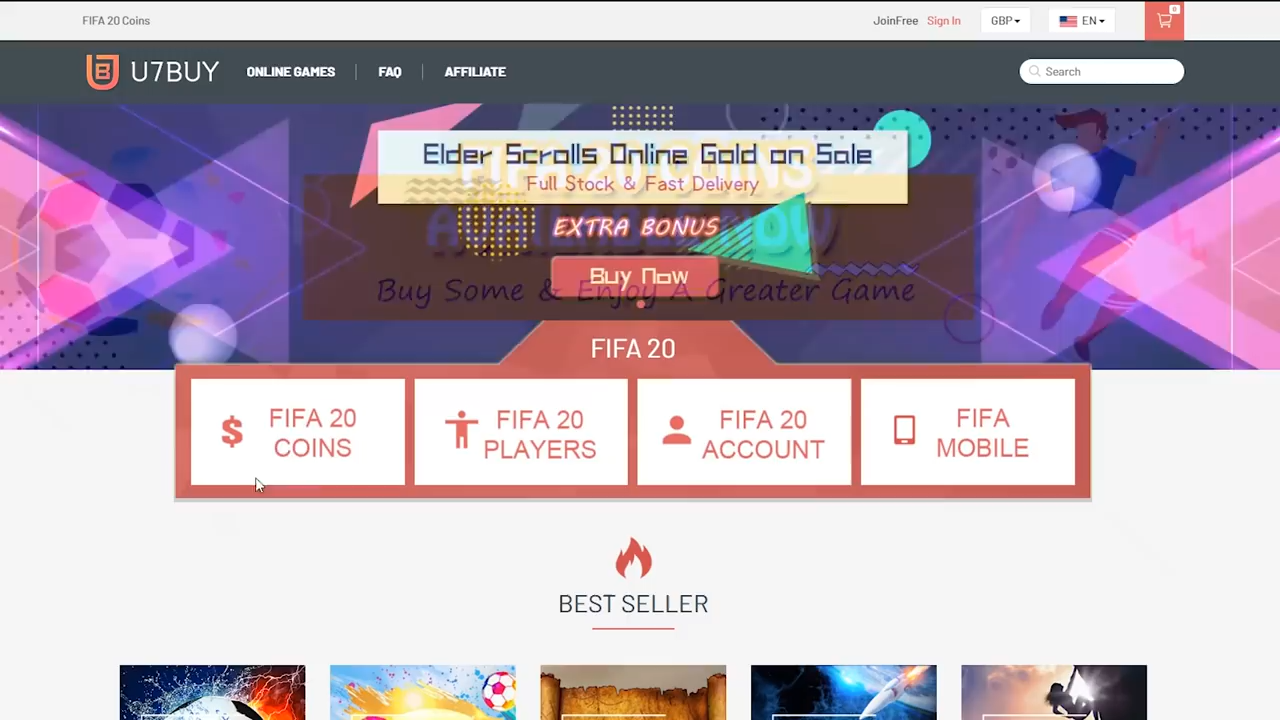 FIFA 20 Coins
JoinFree Sign In GBP EN 0
U7BUY ONLINE GAMES FAQ AFFILIATE Search
Elder Scrolls Online Gold on Sale
Full Stock & Fast Delivery
EXTRA BONUS
Buy Now
Buy Some & Enjoy A Greater Game
FIFA 20
FIFA 20 COINS
FIFA 20 PLAYERS
FIFA 20 ACCOUNT
FIFA MOBILE
BEST SELLER